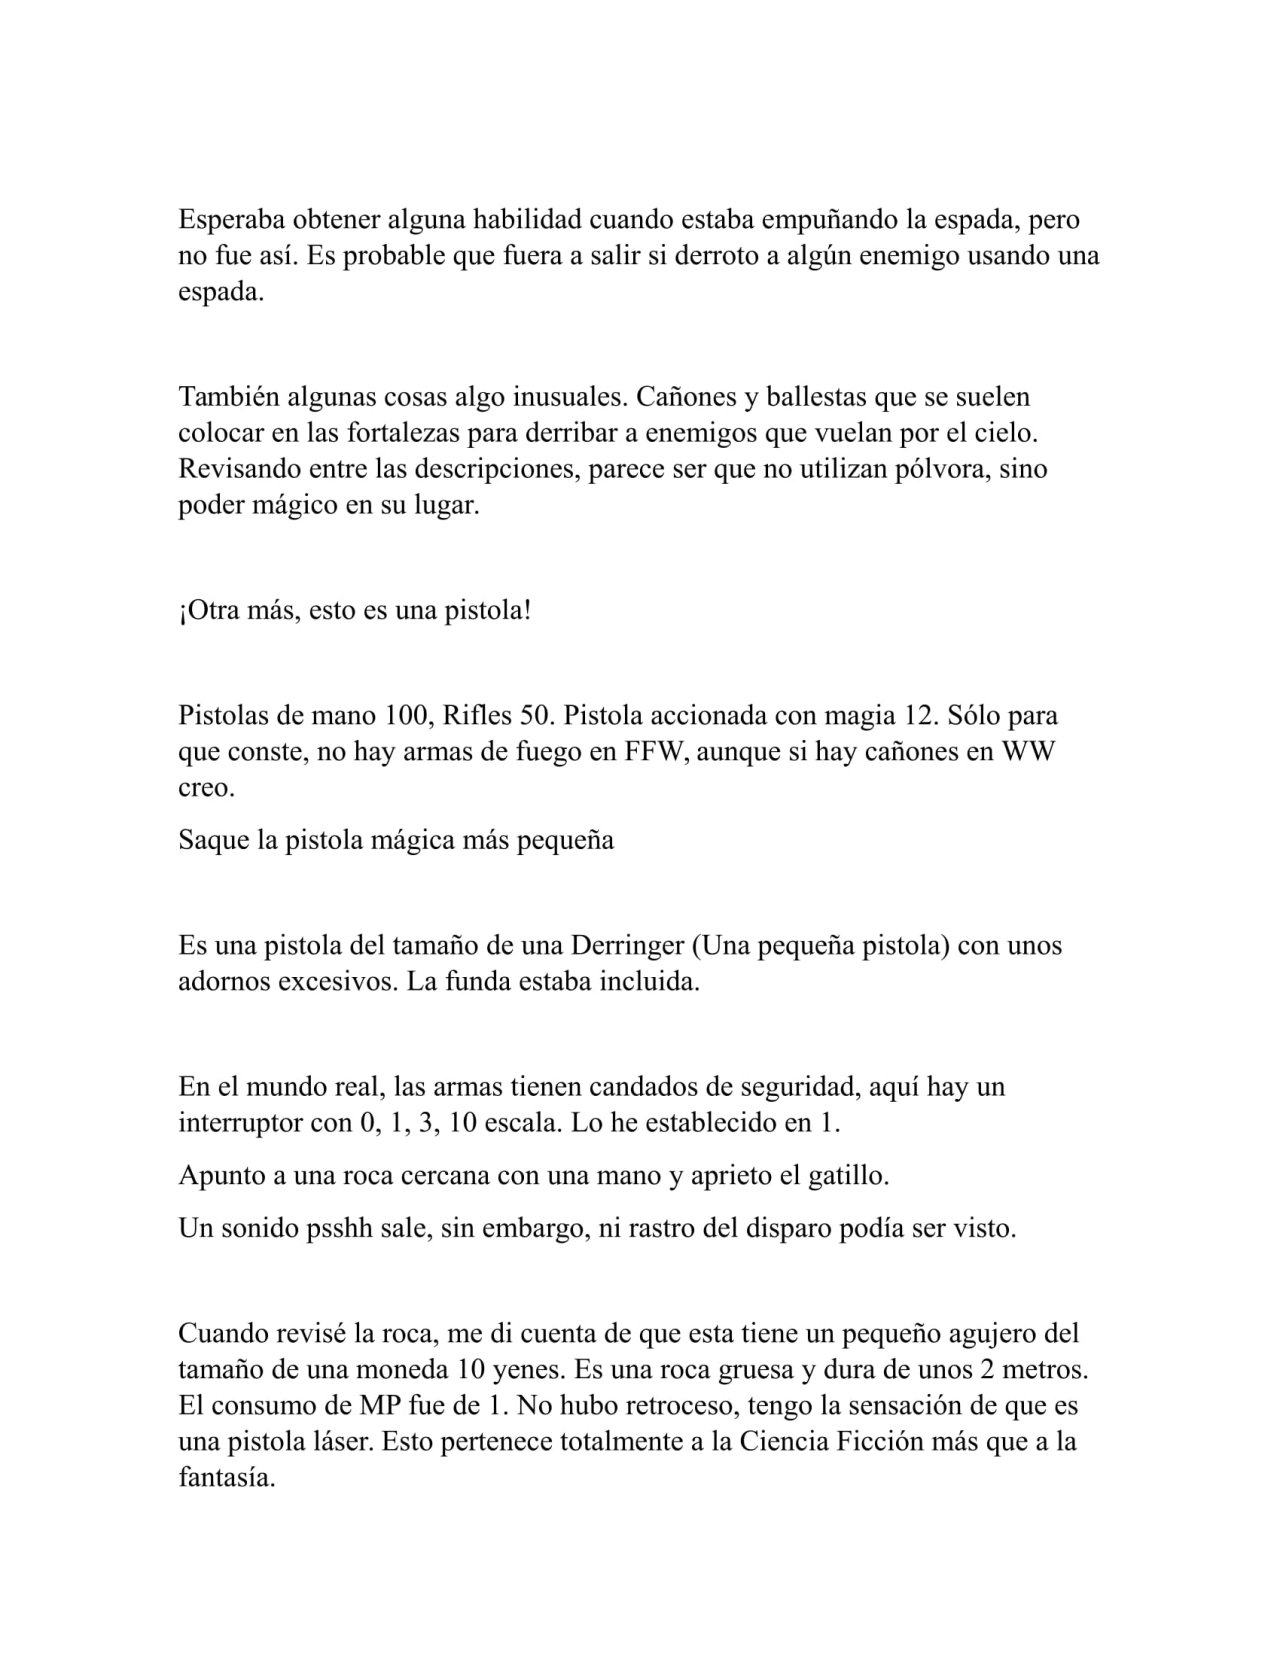 Esperaba obtener alguna habilidad cuando estaba empuñando la espada, pero
no fue así. Es probable que fuera a salir si derroto a algún enemigo usando una
espada.
También algunas cosas algo inusuales. Cañones y ballestas que se suelen
colocar en las fortalezas para derribar a enemigos que vuelan por el cielo.
Revisando entre las descripciones, parece ser que no utilizan pólvora, sino
poder mágico en su lugar.
¡Otra más, esto es una pistola!
Pistolas de mano 100, Rifles 50. Pistola accionada con magia 12. Sólo para
que conste, no hay armas de fuego en FFW, aunque si hay cañones en WW
creo.
Saque la pistola mágica más pequeña
Es una pistola del tamaño de una Derringer (Una pequeña pistola) con unos
adornos excesivos. La funda estaba incluida.
En el mundo real, las armas tienen candados de seguridad, aquí hay un
interruptor con 0, 1, 3, 10 escala. Lo he establecido en 1.
Apunto a una roca cercana con una mano y aprieto el gatillo.
Un sonido psshh sale, sin embargo, ni rastro del disparo podía ser visto.
Cuando revisé la roca, me di cuenta de que esta tiene un pequeño agujero del
tamaño de una moneda 10 yenes. Es una roca gruesa y dura de unos 2 metros.
El consumo de MP fue de 1. No hubo retroceso, tengo la sensación de que es
una pistola láser. Esto pertenece totalmente a la Ciencia Ficción más que a la
fantasía.